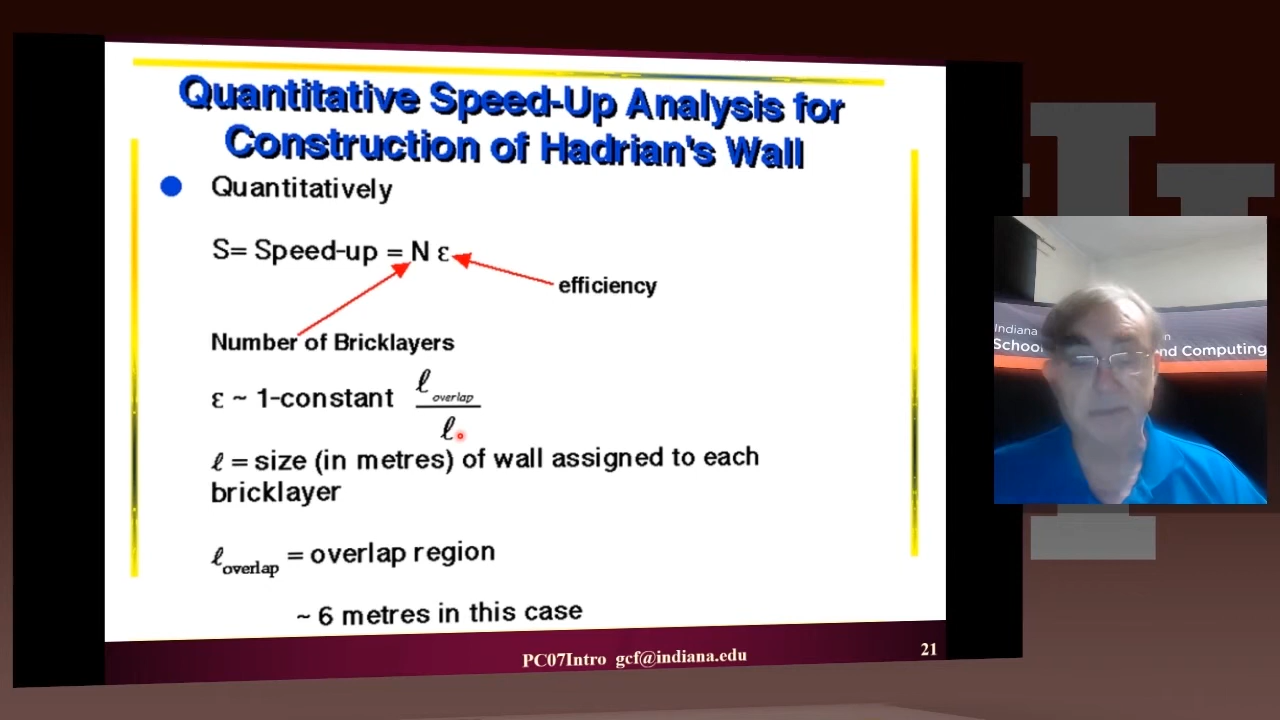 Quantitative Speed-Up Analysis for
Construction of Hadrian's Wall
Quantitatively
S= Speed-up = N ε
efficiency
Number of Bricklayers
ε ~ 1-constant ℓ overlap / ℓ
ℓ = size (in metres) of wall assigned to each
bricklayer
ℓoverlap = overlap region
~ 6 metres in this case
PC07Intro gcf@indiana.edu
21
Indiana
School and Computing